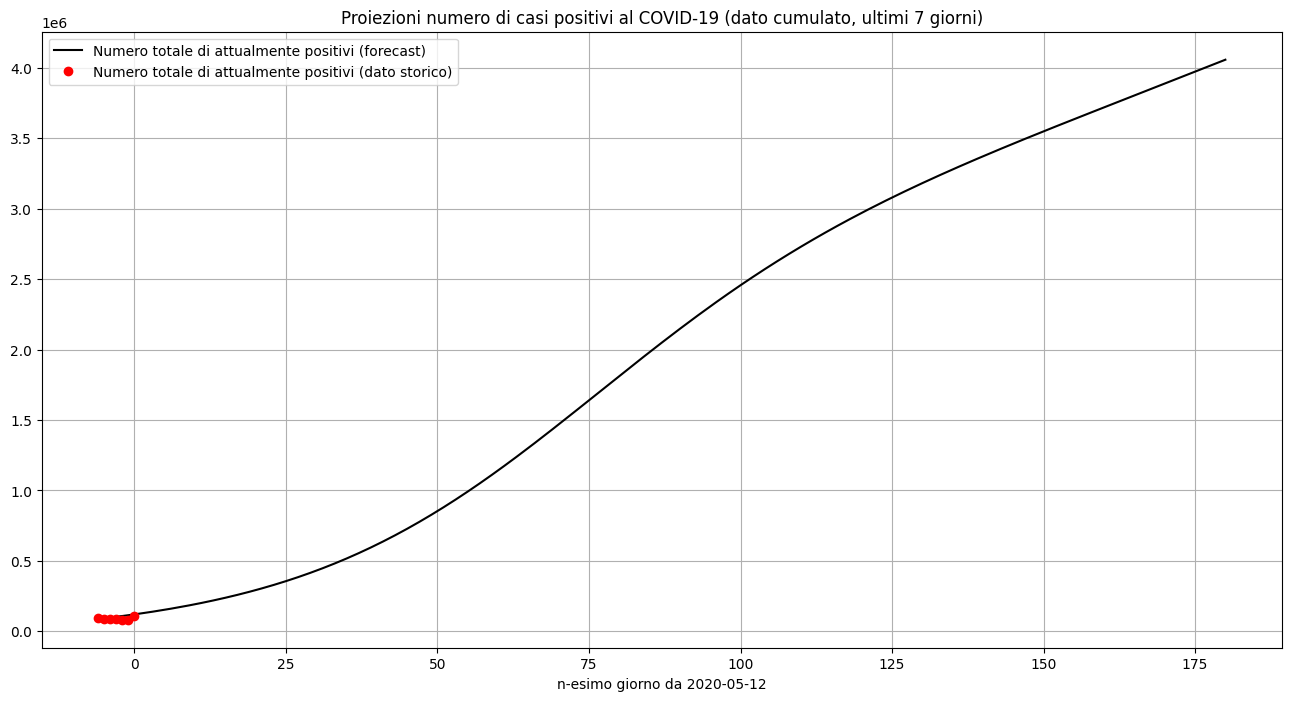 Proiezioni numero di casi positivi al COVID-19 (dato cumulato, ultimi 7 giorni)
1e6
Numero totale di attualmente positivi (forecast)
Numero totale di attualmente positivi (dato storico)
4.0
3.5
3.0
2.5
2.0
1.5
1.0
0.5
0.0
0 25 50 75 100 125 150 175
n-esimo giorno da 2020-05-12